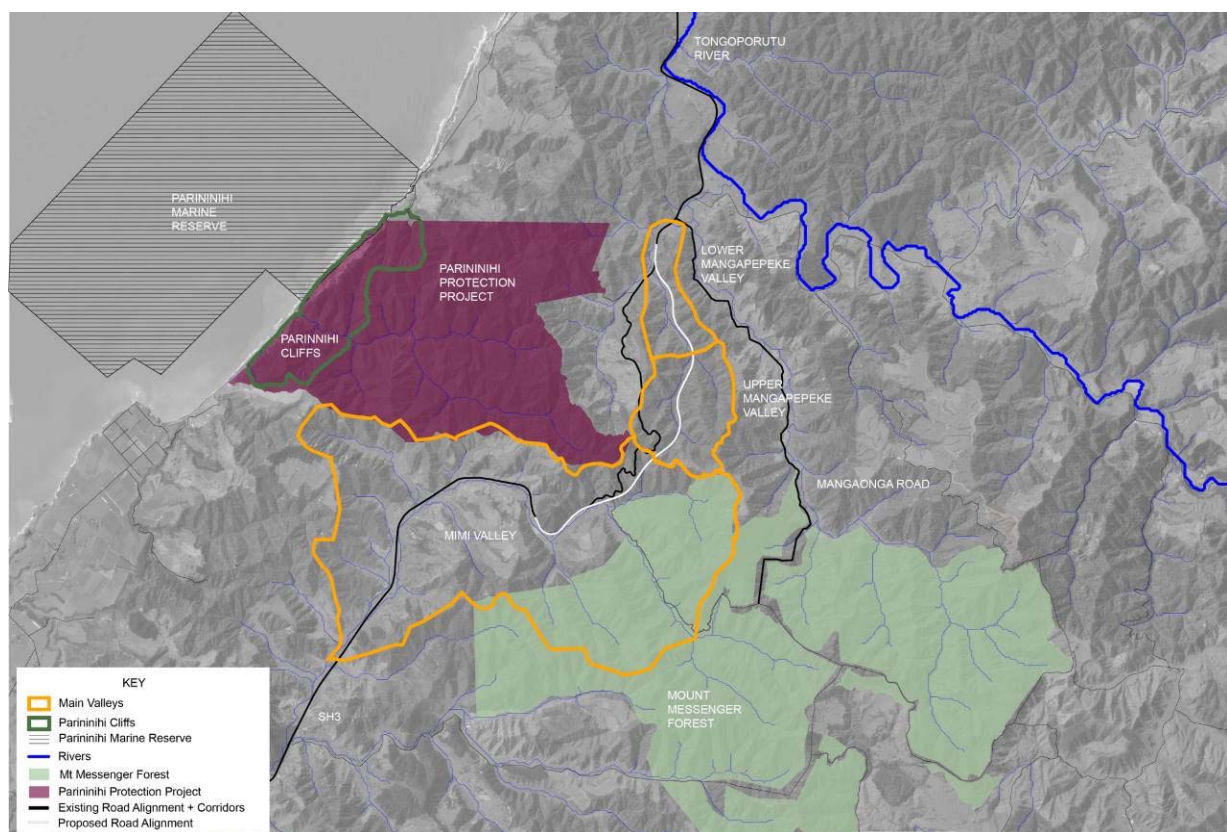 TONGOPORUTU
RIVER
PARININIHI
MARINE
RESERVE
LOWER
MANGAPEPEKE
VALLEY
PARININIHI
PROTECTION
PROJECT
PARINNIHI
CLIFFS
UPPER
MANGAPEPEKE
VALLEY
MANGAONGA ROAD
MIMI VALLEY
MOUNT
MESSENGER
FOREST
SH3
KEY
Main Valleys
Parininihi Cliffs
Parininihi Marine Reserve
Rivers
Mt Messenger Forest
Parininihi Protection Project
Existing Road Alignment + Corridors
Proposed Road Alignment